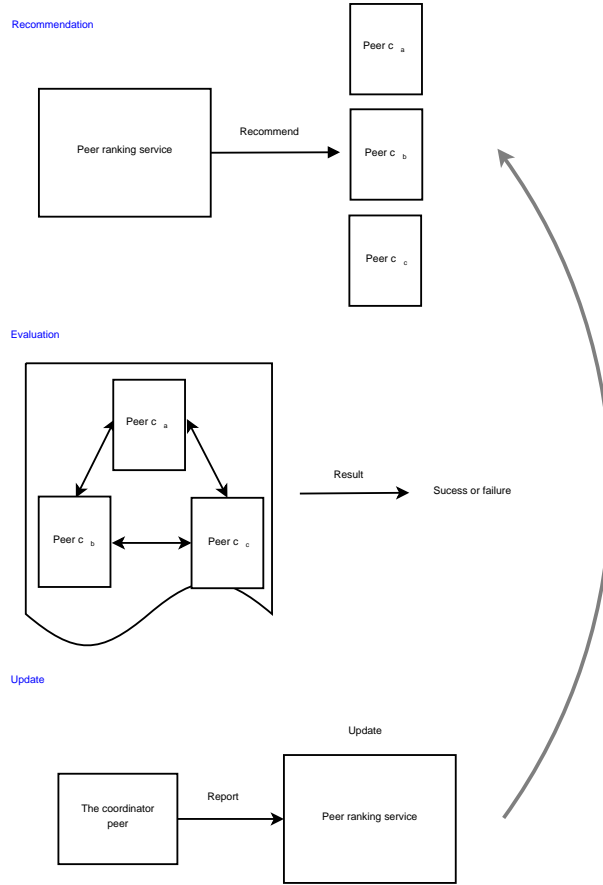 Recommendation
Peer c a
Peer ranking service
Recommend
Peer c b
Peer c c
Evaluation
Peer c a
Result
Sucess or failure
Peer c b
Peer c c
Update
Update
The coordinator
peer
Report
Peer ranking service